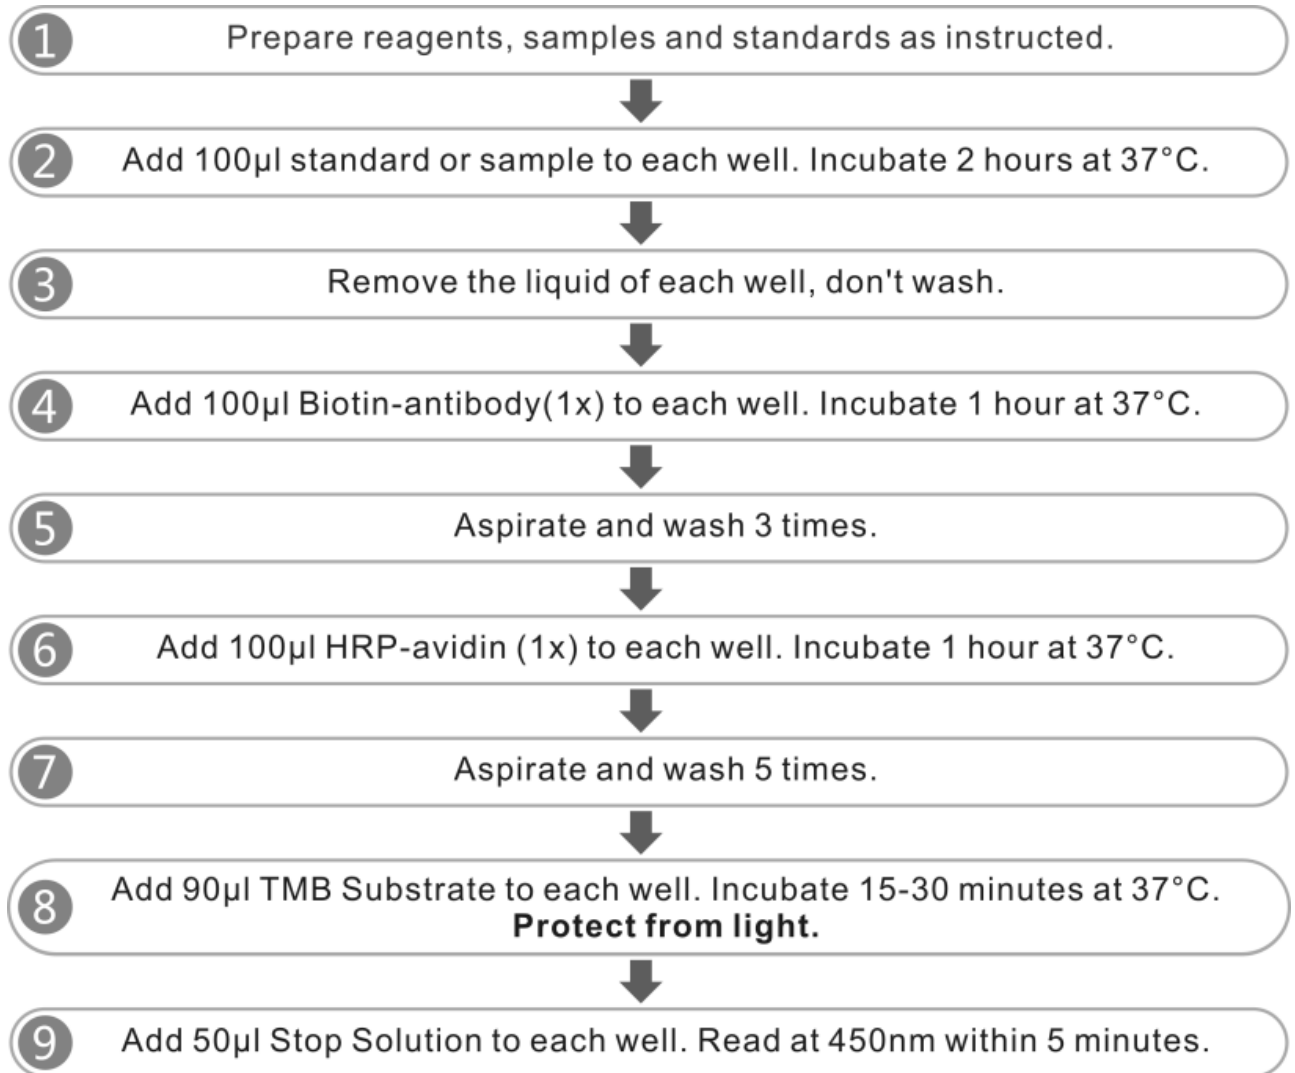 1 Prepare reagents, samples and standards as instructed.
2 Add 100μl standard or sample to each well. Incubate 2 hours at 37°C.
3 Remove the liquid of each well, don't wash.
4 Add 100μl Biotin-antibody(1x) to each well. Incubate 1 hour at 37°C.
5 Aspirate and wash 3 times.
6 Add 100μl HRP-avidin (1x) to each well. Incubate 1 hour at 37°C.
7 Aspirate and wash 5 times.
8 Add 90μl TMB Substrate to each well. Incubate 15-30 minutes at 37°C.
Protect from light.
9 Add 50μl Stop Solution to each well. Read at 450nm within 5 minutes.